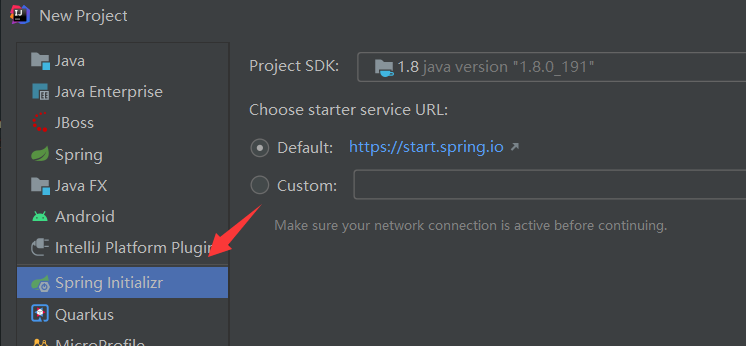 New Project
Java
Java Enterprise
JBoss
Spring
Java FX
Android
IntelliJ Platform Plugin
Spring Initializr
Quarkus
MicroProfile
Project SDK: 1.8 java version "1.8.0_191"
Choose starter service URL:
Default: https://start.spring.io
Custom:
Make sure your network connection is active before continuing.